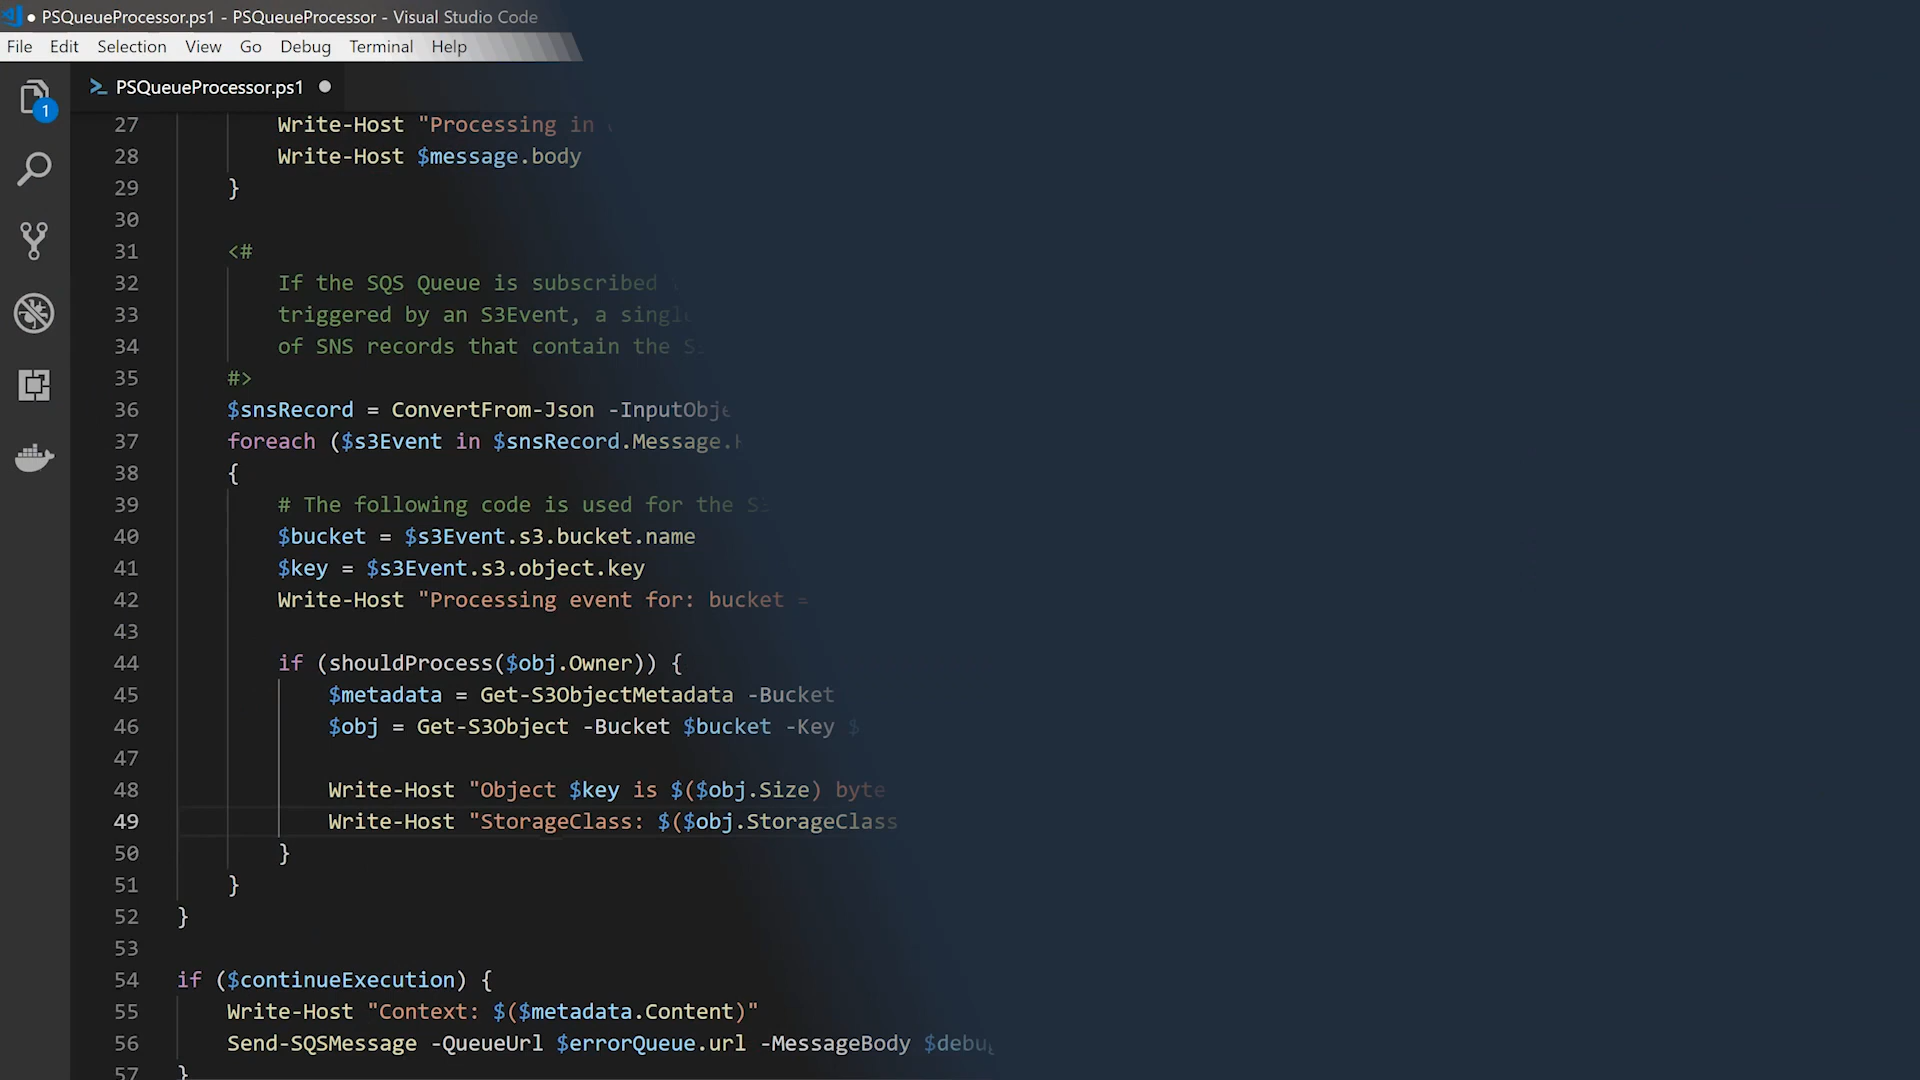 ● PSQueueProcessor.ps1 - PSQueueProcessor - Visual Studio Code
File Edit Selection View Go Debug Terminal Help
PSQueueProcessor.ps1 ●
1
27 Write-Host "Processing in
28 Write-Host $message.body
29 }
30
31 <#
32 If the SQS Queue is subscribed
33 triggered by an S3Event, a single
34 of SNS records that contain the
35 #>
36 $snsRecord = ConvertFrom-Json -InputObje
37 foreach ($s3Event in $snsRecord.Message.
38 {
39 # The following code is used for the S3
40 $bucket = $s3Event.s3.bucket.name
41 $key = $s3Event.s3.object.key
42 Write-Host "Processing event for: bucket =
43
44 if (shouldProcess($obj.Owner)) {
45 $metadata = Get-S3ObjectMetadata -Bucket
46 $obj = Get-S3Object -Bucket $bucket -Key $
47
48 Write-Host "Object $key is $($obj.Size) byte
49 Write-Host "StorageClass: $($obj.StorageClass
50 }
51 }
52 }
53
54 if ($continueExecution) {
55 Write-Host "Context: $($metadata.Content)"
56 Send-SQSMessage -QueueUrl $errorQueue.url -MessageBody $debug
57 }